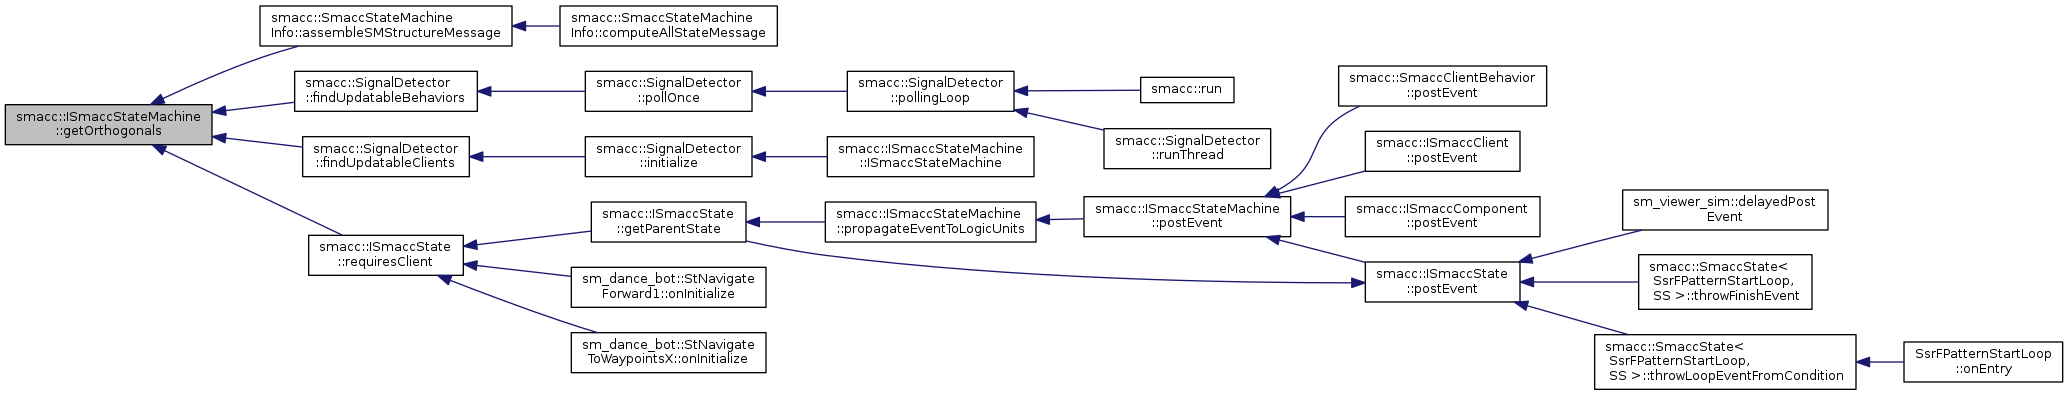 smacc::ISmaccStateMachine
::getOrthogonals
smacc::SmaccStateMachine
Info::assembleSMStructureMessage
smacc::SmaccStateMachine
Info::computeAllStateMessage
smacc::SignalDetector
::findUpdatableBehaviors
smacc::SignalDetector
::pollOnce
smacc::SignalDetector
::pollingLoop
smacc::run
smacc::SignalDetector
::runThread
smacc::SignalDetector
::findUpdatableClients
smacc::SignalDetector
::initialize
smacc::ISmaccStateMachine
::ISmaccStateMachine
smacc::ISmaccState
::requiresClient
smacc::ISmaccState
::getParentState
smacc::ISmaccStateMachine
::propagateEventToLogicUnits
smacc::ISmaccStateMachine
::postEvent
smacc::SmaccClientBehavior
::postEvent
smacc::ISmaccClient
::postEvent
smacc::ISmaccComponent
::postEvent
smacc::ISmaccState
::postEvent
sm_viewer_sim::delayedPost
Event
smacc::SmaccState<
SsrFPatternStartLoop,
SS >::throwFinishEvent
smacc::SmaccState<
SsrFPatternStartLoop,
SS >::throwLoopEventFromCondition
SsrFPatternStartLoop
::onEntry
sm_dance_bot::StNavigate
Forward1::onInitialize
sm_dance_bot::StNavigate
ToWaypointsX::onInitialize